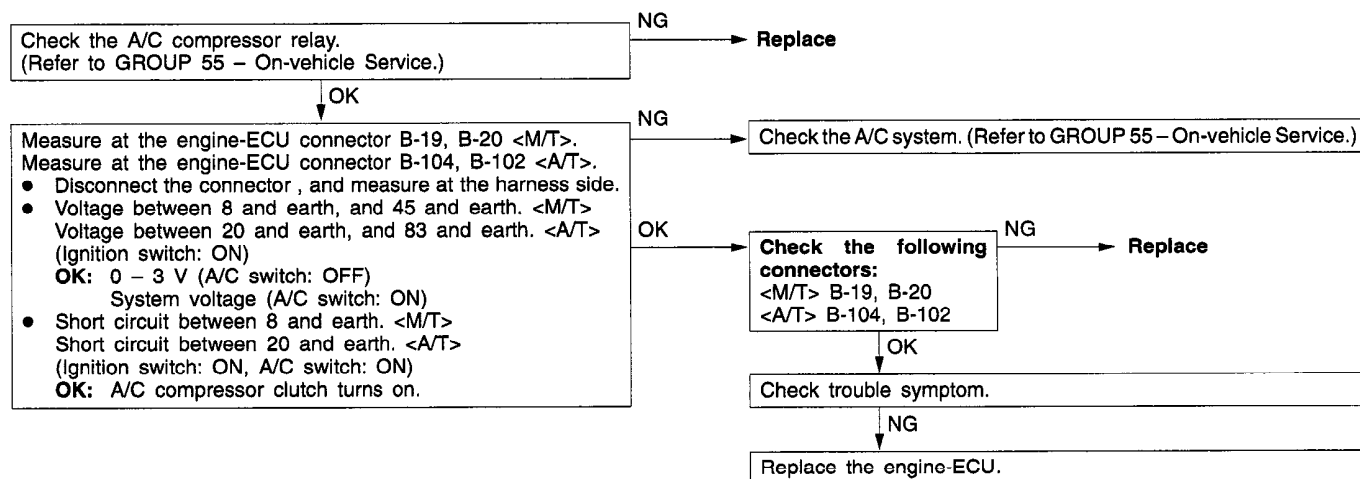 Check the A/C compressor relay.
(Refer to GROUP 55 – On-vehicle Service.)
NG
Replace
OK
Measure at the engine-ECU connector B-19, B-20 <M/T>.
Measure at the engine-ECU connector B-104, B-102 <A/T>.
● Disconnect the connector , and measure at the harness side.
● Voltage between 8 and earth, and 45 and earth. <M/T>
Voltage between 20 and earth, and 83 and earth. <A/T>
(Ignition switch: ON)
OK: 0 – 3 V (A/C switch: OFF)
System voltage (A/C switch: ON)
● Short circuit between 8 and earth. <M/T>
Short circuit between 20 and earth. <A/T>
(Ignition switch: ON, A/C switch: ON)
OK: A/C compressor clutch turns on.
NG
Check the A/C system. (Refer to GROUP 55 – On-vehicle Service.)
OK
Check the following
connectors:
<M/T> B-19, B-20
<A/T> B-104, B-102
NG
Replace
OK
Check trouble symptom.
NG
Replace the engine-ECU.